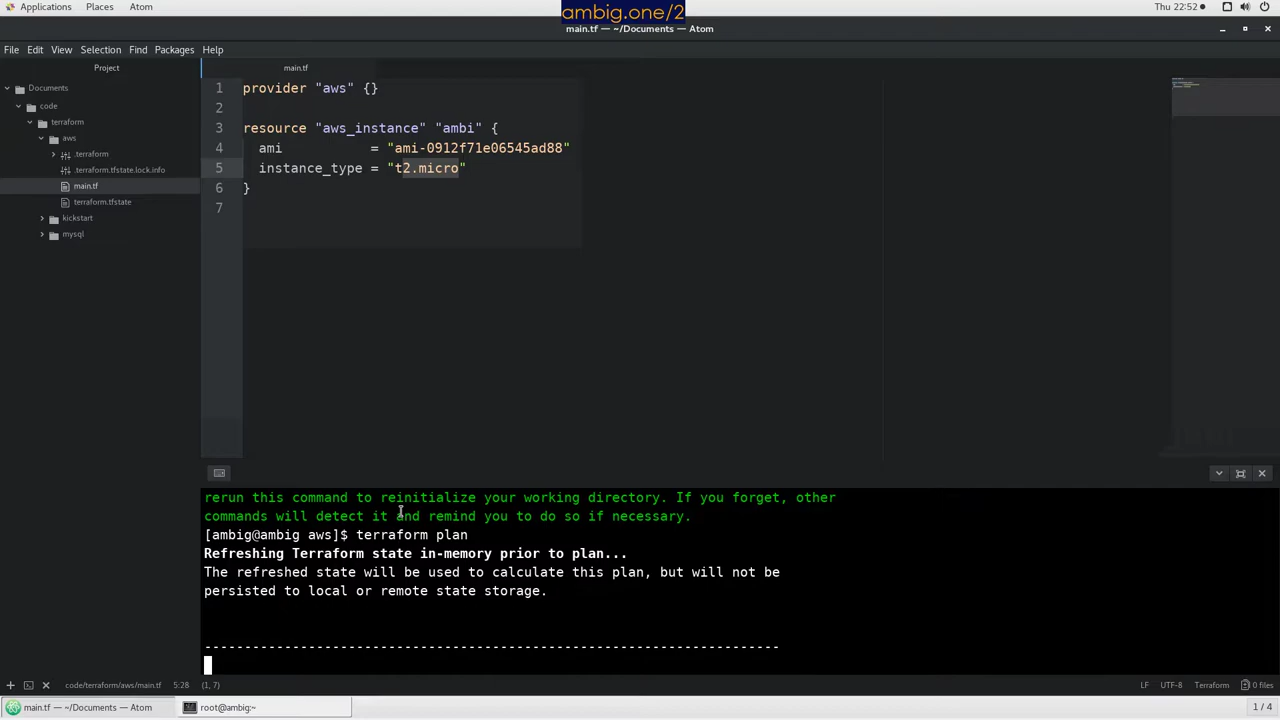 Applications Places Atom
ambig.one/2
Thu 22:52
main.tf — ~/Documents — Atom
File Edit View Selection Find Packages Help
Project
main.tf
Documents
code
terraform
aws
.terraform
.terraform.tfstate.lock.info
main.tf
terraform.tfstate
kickstart
mysql
1 provider "aws" {}
2
3 resource "aws_instance" "ambi" {
4 ami = "ami-0912f71e06545ad88"
5 instance_type = "t2.micro"
6 }
7
rerun this command to reinitialize your working directory. If you forget, other
commands will detect it and remind you to do so if necessary.
[ambig@ambig aws]$ terraform plan
Refreshing Terraform state in-memory prior to plan...
The refreshed state will be used to calculate this plan, but will not be
persisted to local or remote state storage.
------------------------------------------------------------------------
code/terraform/aws/main.tf 5:28 (1, 7) LF UTF-8 Terraform 0 files
main.tf — ~/Documents — Atom root@ambig:~ 1 / 4